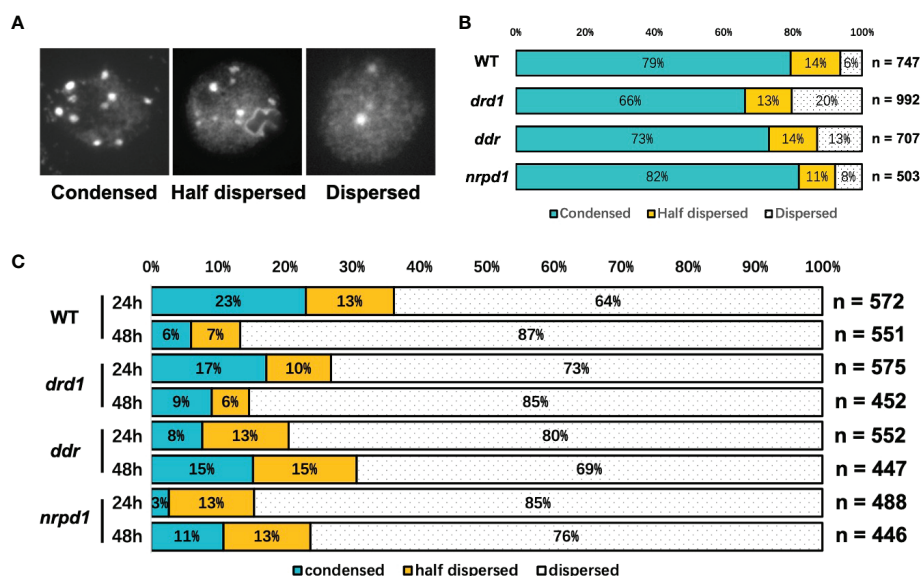 A
Condensed Half dispersed Dispersed
B
0% 20% 40% 60% 80% 100%
WT 79% 14% 6% n = 747
drd1 66% 13% 20% n = 992
ddr 73% 14% 13% n = 707
nrpd1 82% 11% 8% n = 503
Condensed Half dispersed Dispersed
C
0% 10% 20% 30% 40% 50% 60% 70% 80% 90% 100%
WT
24h 23% 13% 64% n = 572
48h 6% 7% 87% n = 551
drd1
24h 17% 10% 73% n = 575
48h 9% 6% 85% n = 452
ddr
24h 8% 13% 80% n = 552
48h 15% 15% 69% n = 447
nrpd1
24h 3% 13% 85% n = 488
48h 11% 13% 76% n = 446
condensed half dispersed dispersed